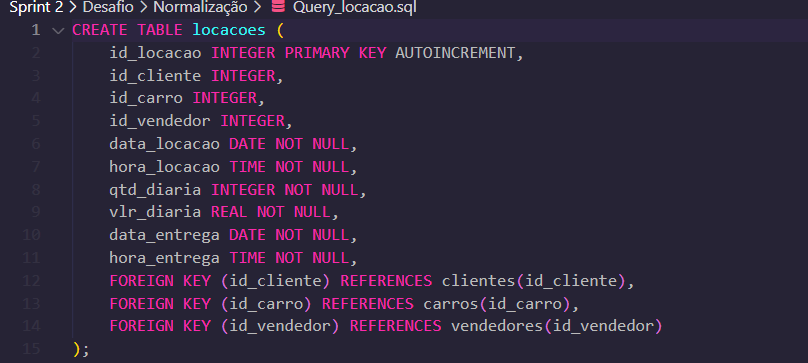 Sprint 2 > Desafio > Normalização > Query_locacao.sql
1 CREATE TABLE locacoes (
2 id_locacao INTEGER PRIMARY KEY AUTOINCREMENT,
3 id_cliente INTEGER,
4 id_carro INTEGER,
5 id_vendedor INTEGER,
6 data_locacao DATE NOT NULL,
7 hora_locacao TIME NOT NULL,
8 qtd_diaria INTEGER NOT NULL,
9 vlr_diaria REAL NOT NULL,
10 data_entrega DATE NOT NULL,
11 hora_entrega TIME NOT NULL,
12 FOREIGN KEY (id_cliente) REFERENCES clientes(id_cliente),
13 FOREIGN KEY (id_carro) REFERENCES carros(id_carro),
14 FOREIGN KEY (id_vendedor) REFERENCES vendedores(id_vendedor)
15 );